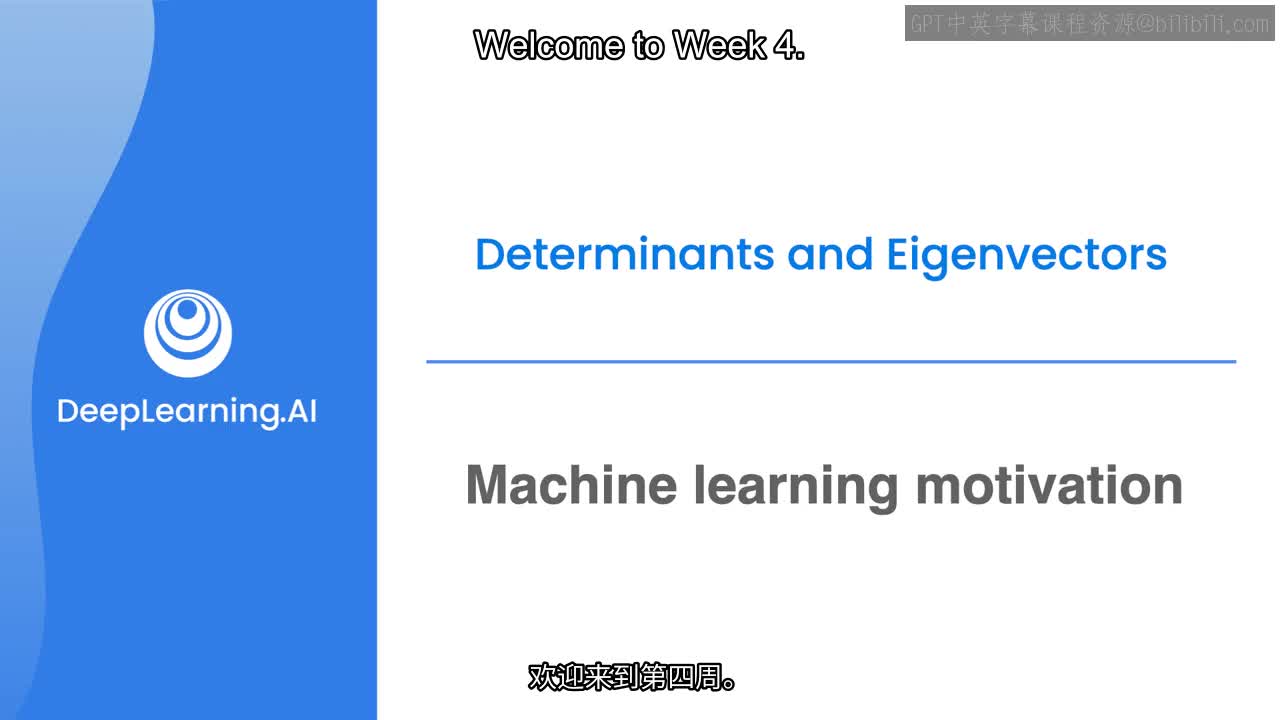 GPT中英字幕课程资源@bilibili.com
Welcome to Week 4.
Determinants and Eigenvectors
DeepLearning.AI
Machine learning motivation
欢迎来到第四周。